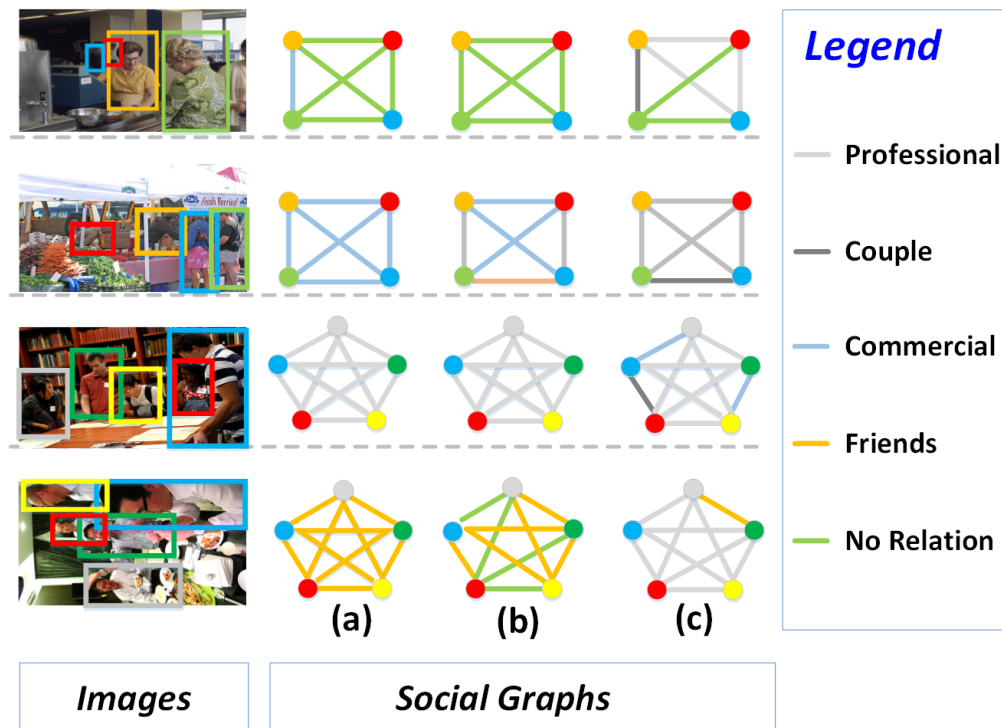 Legend
Fresh Berries!
Professional
Couple
Commercial
Friends
No Relation
(a)
(b)
(c)
Images
Social Graphs